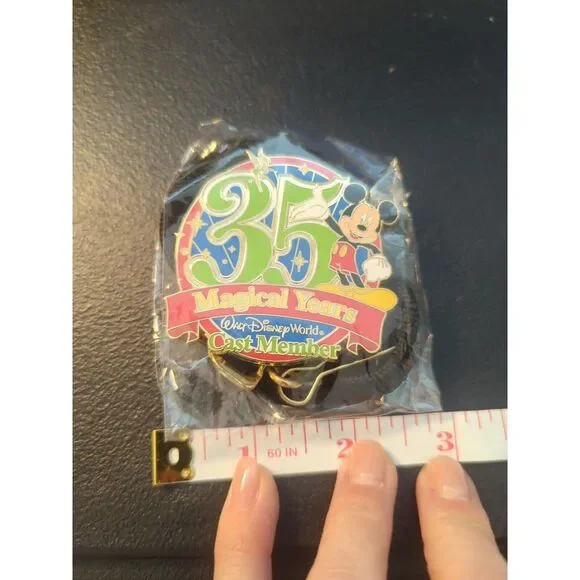 35
Magical Years
Walt Disney World®
Cast Member
1 60 IN 2 3